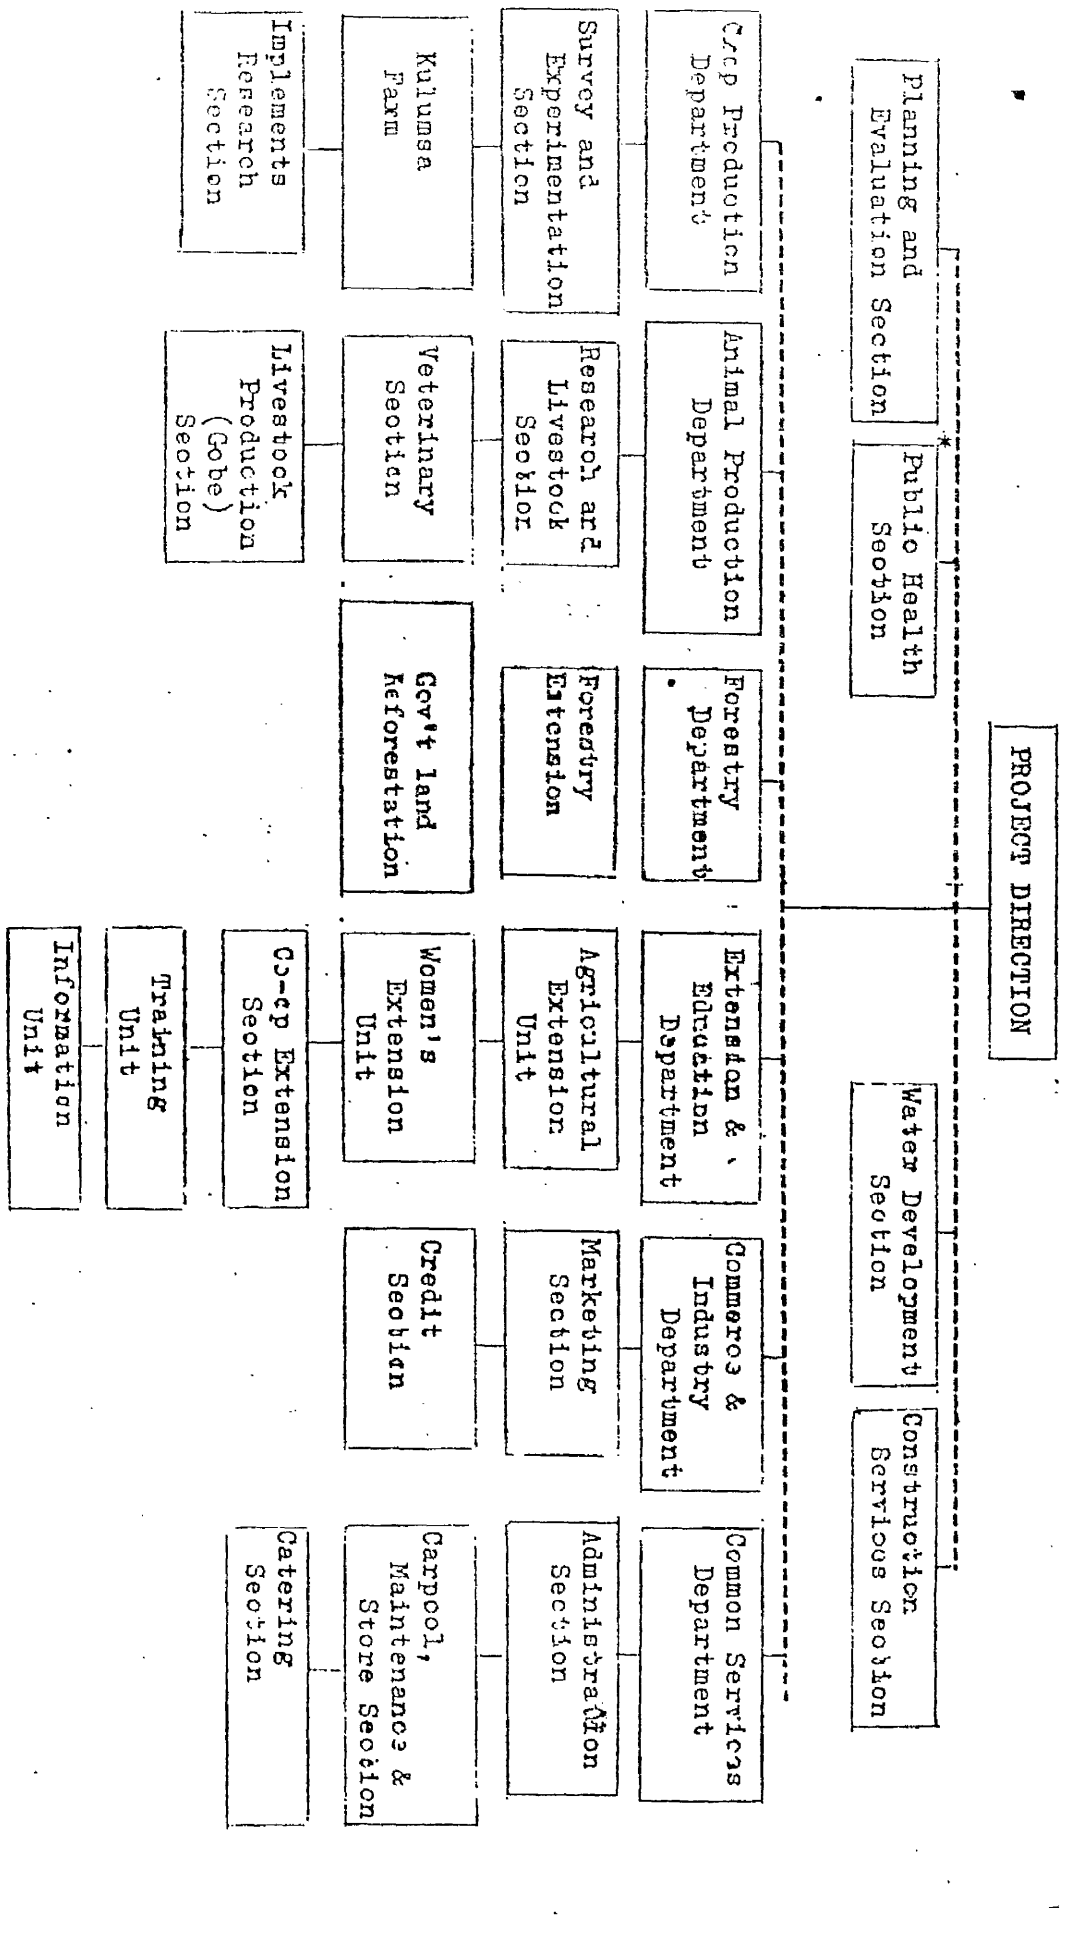 PROJECT DIRECTION
Planning and
Evaluation Section
*
Public Health
Section
Water Development
Section
Construction
Services Section
Crop Production
Department
Animal Production
Department
Forestry
Department
Extension &
Education
Department
Commerce &
Industry
Department
Common Services
Department
Survey and
Experimentation
Section
Research and
Livestock
Section
Forestry
Extension
Agricultural
Extension
Unit
Marketing
Section
Administration
Section
Kulumsa
Farm
Veterinary
Section
Gov't land
Reforestation
Women's
Extension
Unit
Credit
Section
Carpool,
Maintenance &
Store Section
Implements
Research
Section
Livestock
Production
(Gobe)
Section
Co-op Extension
Section
Catering
Section
Training
Unit
Information
Unit